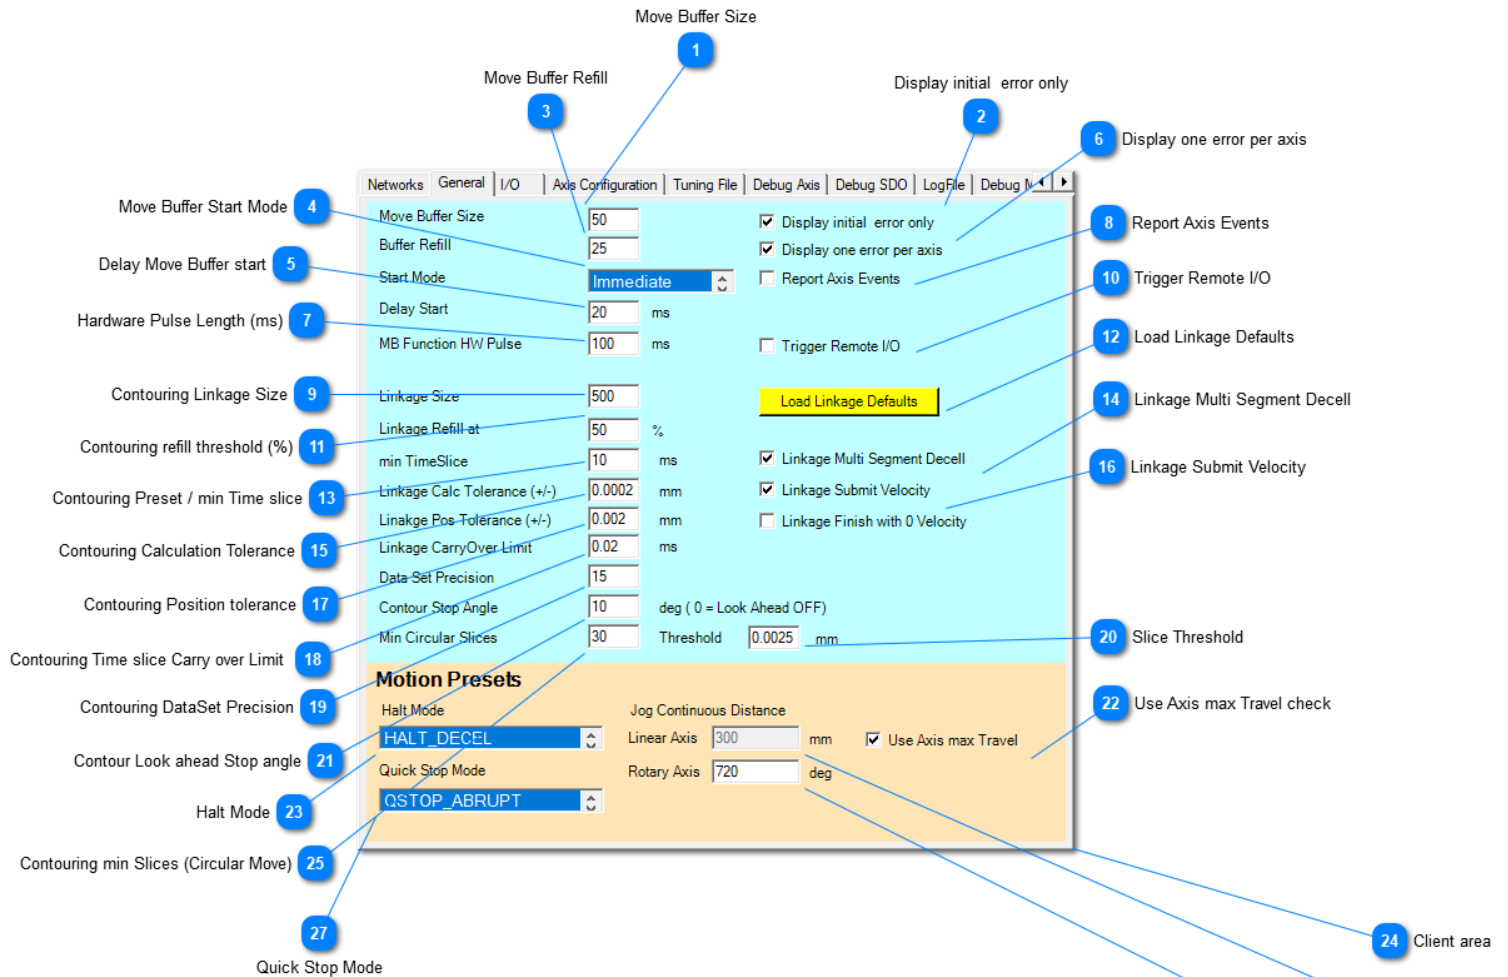 Move Buffer Size
1
Move Buffer Refill
3
Display initial  error only
2
6 Display one error per axis
Networks General I/O Axis Configuration Tuning File Debug Axis Debug SDO LogFile Debug
Move Buffer Start Mode 4
Move Buffer Size 50
Display initial  error only
8 Report Axis Events
Buffer Refill 25
Display one error per axis
Delay Move Buffer start 5
Start Mode Immediate
Report Axis Events
10 Trigger Remote I/O
Delay Start 20 ms
Hardware Pulse Length (ms) 7
MB Function HW Pulse 100 ms
Trigger Remote I/O
12 Load Linkage Defaults
Contouring Linkage Size 9
Linkage Size 500
Load Linkage Defaults
14 Linkage Multi Segment Decell
Linkage Refill at 50 %
Contouring refill threshold (%) 11
min TimeSlice 10 ms
Linkage Multi Segment Decell
16 Linkage Submit Velocity
Contouring Preset / min Time slice 13
Linkage Calc Tolerance (+/-) 0.0002 mm
Linkage Submit Velocity
Linakge Pos Tolerance (+/-) 0.002 mm
Linkage Finish with 0 Velocity
Contouring Calculation Tolerance 15
Linkage CarryOver Limit 0.02 ms
Data Set Precision 15
Contouring Position tolerance 17
Contour Stop Angle 10 deg ( 0 = Look Ahead OFF)
Min Circular Slices 30 Threshold 0.0025 mm
20 Slice Threshold
Contouring Time slice Carry over Limit 18
Motion Presets
Contouring DataSet Precision 19
Halt Mode
Jog Continuous Distance
22 Use Axis max Travel check
HALT_DECEL
Linear Axis 300 mm
Use Axis max Travel
Contour Look ahead Stop angle 21
Quick Stop Mode
Rotary Axis 720 deg
QSTOP_ABRUPT
Halt Mode 23
Contouring min Slices (Circular Move) 25
27
Quick Stop Mode
24 Client area